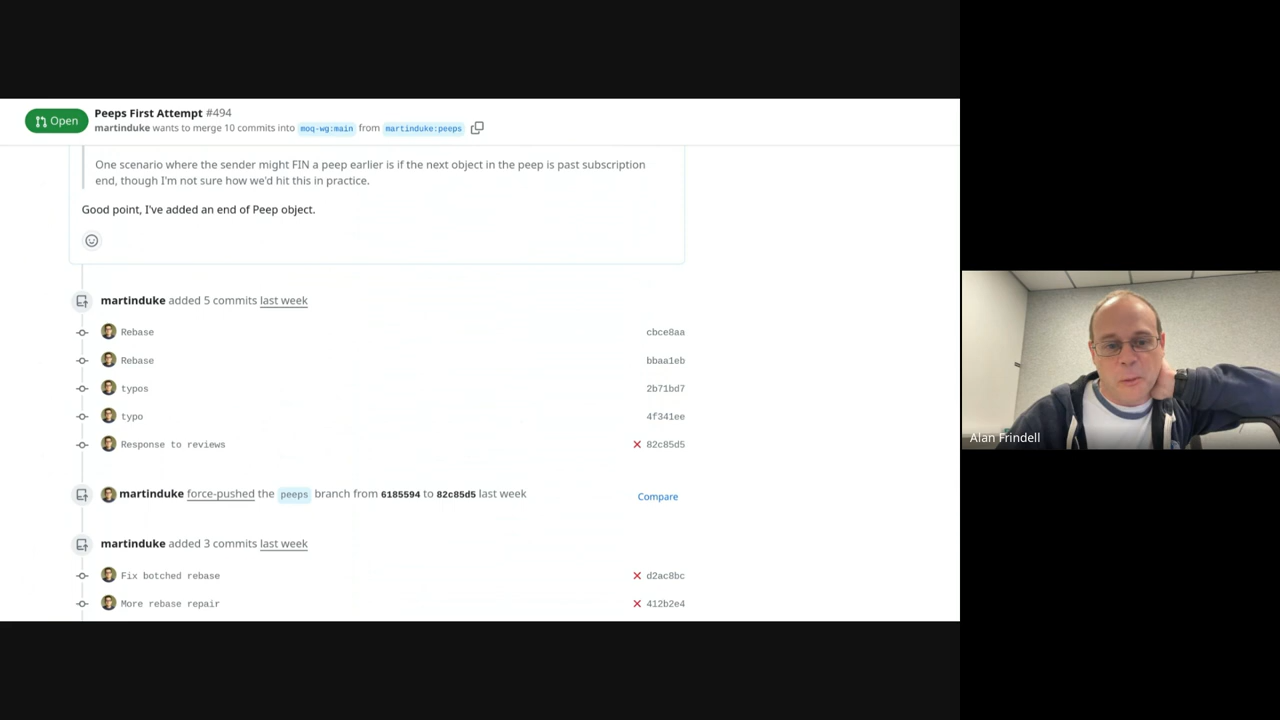 Open
Peeps First Attempt #494
martinduke wants to merge 10 commits into moq-wg:main from martinduke:peeps
One scenario where the sender might FIN a peep earlier is if the next object in the peep is past subscription
end, though I'm not sure how we'd hit this in practice.
Good point, I've added an end of Peep object.
martinduke added 5 commits last week
Rebase cbce8aa
Rebase bbaa1eb
typos 2b71bd7
typo 4f341ee
Response to reviews 82c85d5
martinduke force-pushed the peeps branch from 6185594 to 82c85d5 last week
Compare
martinduke added 3 commits last week
Fix botched rebase d2ac8bc
More rebase repair 412b2e4
Alan Frindell